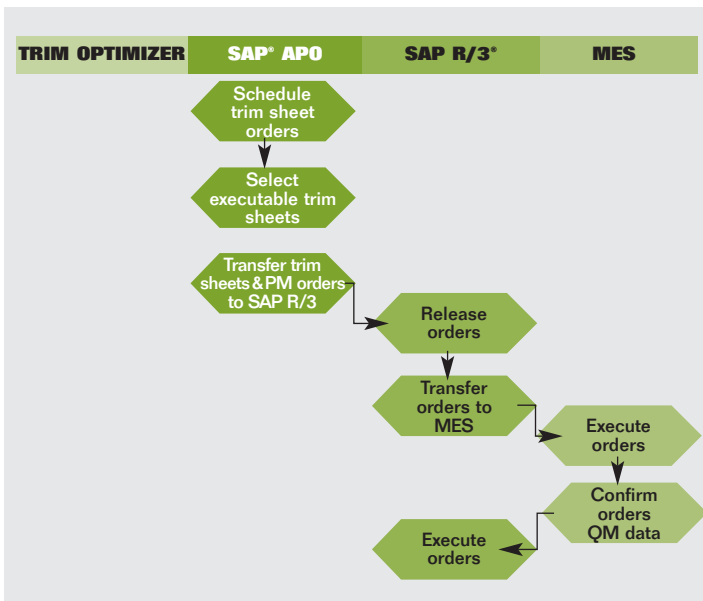 TRIM OPTIMIZER SAP® APO SAP R/3® MES
Schedule
trim sheet
orders
Select
executable trim
sheets
Transfer trim
sheets & PM orders
to SAP R/3
Release
orders
Transfer
orders to
MES
Execute
orders
Confirm
orders
QM data
Execute
orders